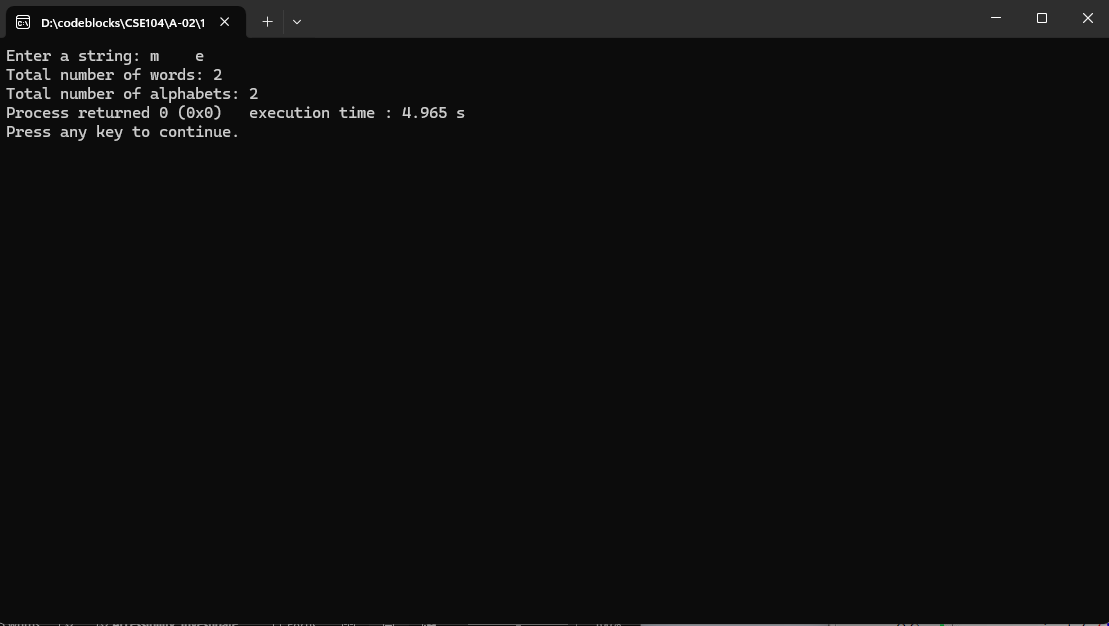 D:\codeblocks\CSE104\A-02\1
Enter a string: m    e
Total number of words: 2
Total number of alphabets: 2
Process returned 0 (0x0)   execution time : 4.965 s
Press any key to continue.